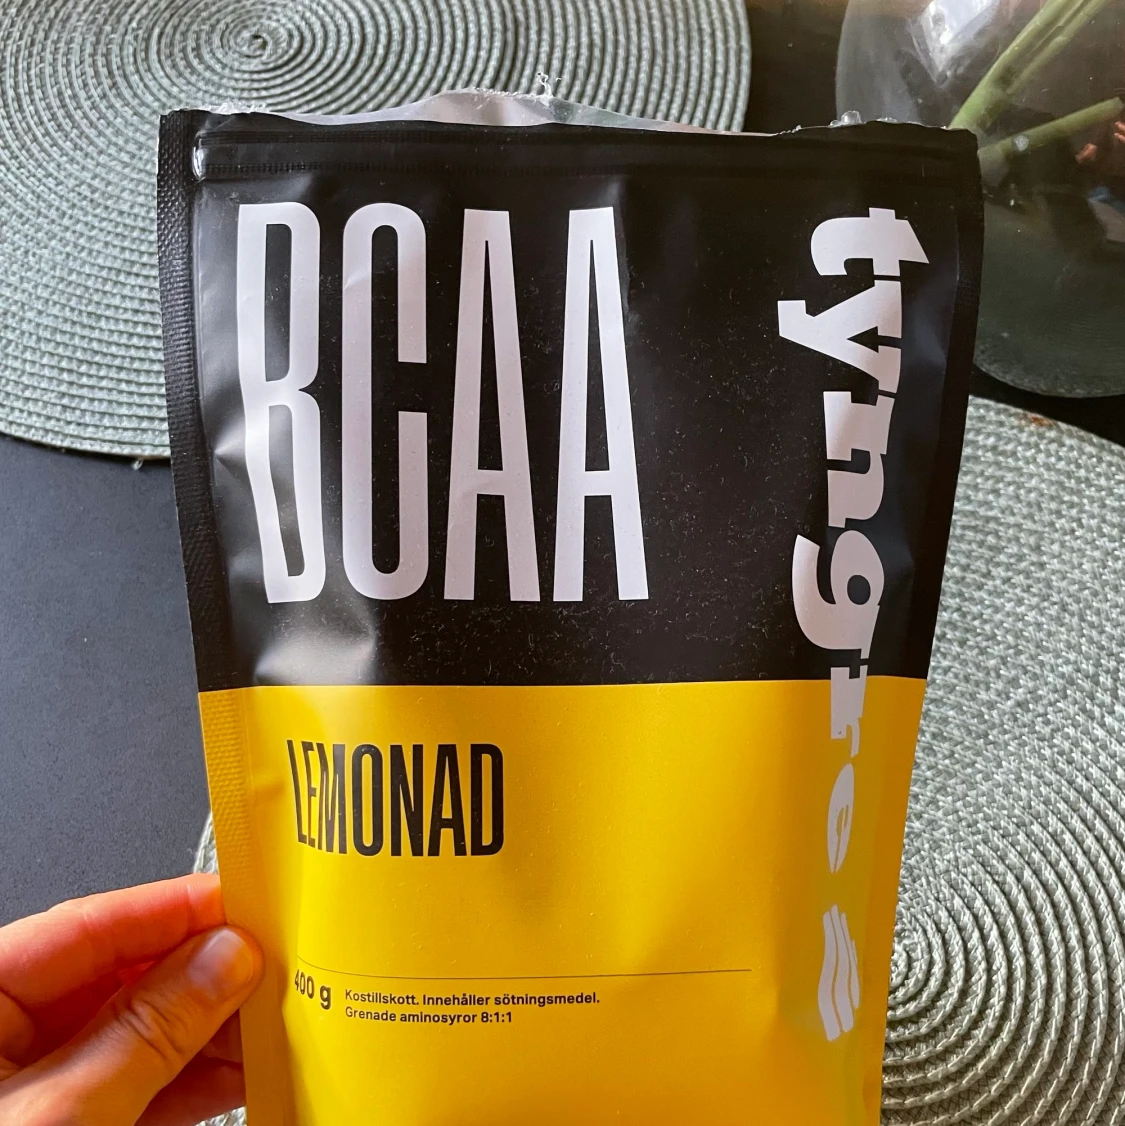 BCAA
tyngre
LEMONAD
400 g
Kostillskott. Innehåller sötningsmedel.
Grenade aminosyror 8:1:1